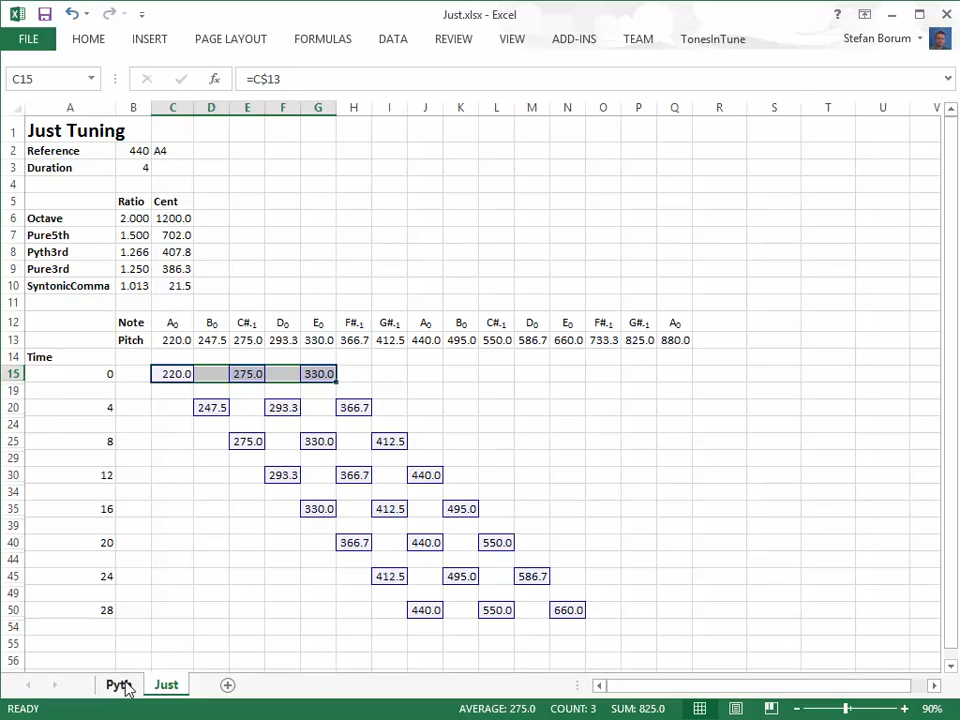 Just.xlsx - Excel
?
FILE HOME INSERT PAGE LAYOUT FORMULAS DATA REVIEW VIEW ADD-INS TEAM TonesInTune Stefan Borum
C15 fx =C$13
A B C D E F G H I J K L M N O P Q R S T U V
1 Just Tuning
2 Reference 440 A4
3 Duration 4
4
5 Ratio Cent
6 Octave 2.000 1200.0
7 Pure5th 1.500 702.0
8 Pyth3rd 1.266 407.8
9 Pure3rd 1.250 386.3
10 SyntonicComma 1.013 21.5
11
12 Note A0 B0 C#-1 D0 E0 F#-1 G#-1 A0 B0 C#-1 D0 E0 F#-1 G#-1 A0
13 Pitch 220.0 247.5 275.0 293.3 330.0 366.7 412.5 440.0 495.0 550.0 586.7 660.0 733.3 825.0 880.0
14 Time
15 0 220.0 275.0 330.0
19
20 4 247.5 293.3 366.7
24
25 8 275.0 330.0 412.5
29
30 12 293.3 366.7 440.0
34
35 16 330.0 412.5 495.0
39
40 20 366.7 440.0 550.0
44
45 24 412.5 495.0 586.7
49
50 28 440.0 550.0 660.0
54
55
56
Just
READY AVERAGE: 275.0 COUNT: 3 SUM: 825.0 90%